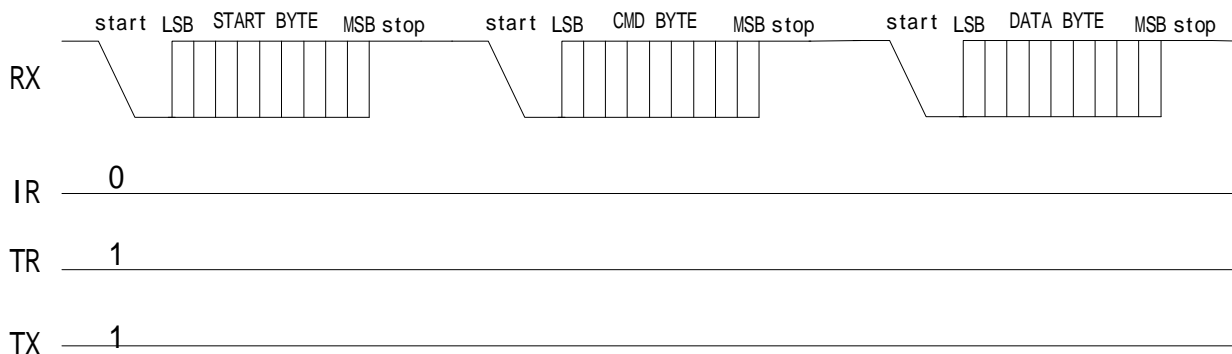 start LSB START BYTE MSB stop start LSB CMD BYTE MSB stop start LSB DATA BYTE MSB stop
RX
IR 0
TR 1
TX 1